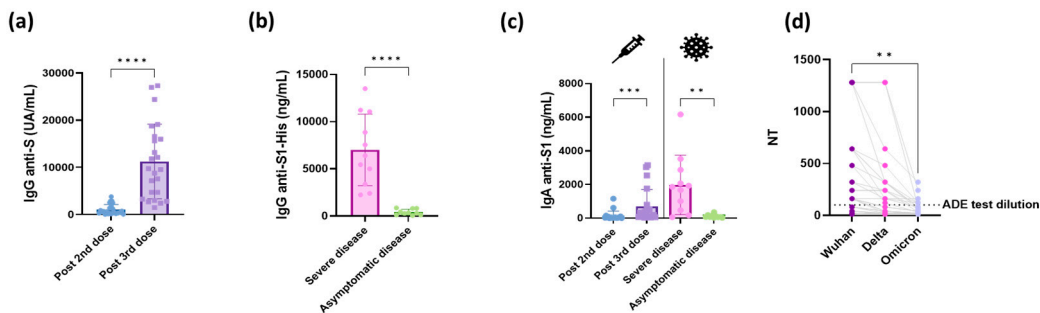 (a)
IgG anti-S (UA/mL)
30000
20000
10000
0
****
Post 2nd dose
Post 3rd dose
(b)
IgG anti-S1-His (ng/mL)
15000
10000
5000
0
****
Severe disease
Asymptomatic disease
(c)
IgA anti-S1 (ng/mL)
8000
6000
4000
2000
0
***
**
Post 2nd dose
Post 3rd dose
Severe disease
Asymptomatic disease
(d)
NT
1500
1000
500
0
**
ADE test dilution
Wuhan
Delta
Omicron